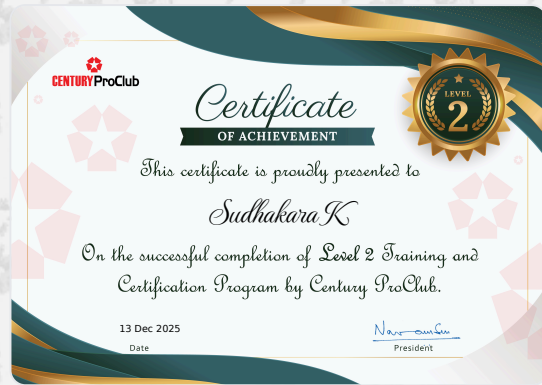 CENTURY ProClub
LEVEL
2
Certificate
OF ACHIEVEMENT
This certificate is proudly presented to
Sudhakara K
On the successful completion of Level 2 Training and
Certification Program by Century ProClub.
13 Dec 2025
Date
President